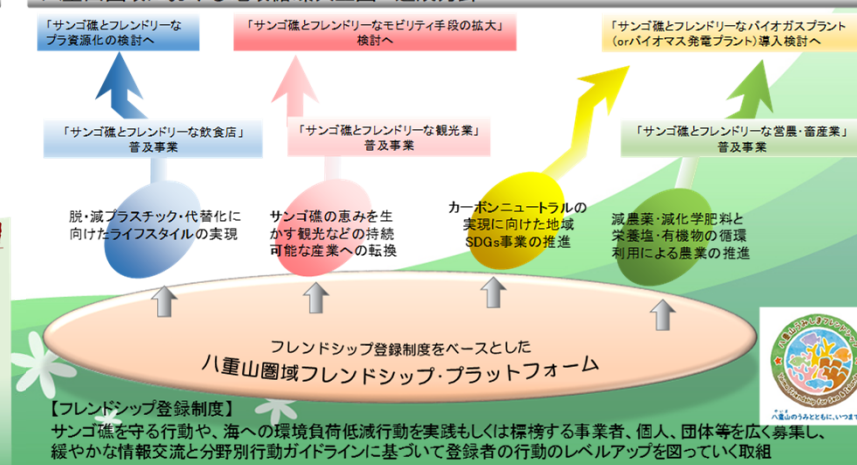 「サンゴ礁とフレンドリーな
プラ資源化の検討へ
「サンゴ礁とフレンドリーなモビリティ手段の拡大」
検討へ
「サンゴ礁とフレンドリーなバイオガスプラント
（orバイオマス発電プラント）導入検討へ
「サンゴ礁とフレンドリーな飲食店」
普及事業
「サンゴ礁とフレンドリーな観光業」
普及事業
「サンゴ礁とフレンドリーな営農・畜産業」
普及事業
脱・減プラスチック・代替化に
向けたライフスタイルの実現
サンゴ礁の恵みを生
かす観光などの持続
可能な産業への転換
カーボンニュートラルの
実現に向けた地域
SDGs事業の推進
減農薬・減化学肥料と
栄養塩・有機物の循環
利用による農業の推進
フレンドシップ登録制度をベースとした
八重山圏域フレンドシップ・プラットフォーム
八重山のうみとともに、いつまで
【フレンドシップ登録制度】
サンゴ礁を守る行動や、海への環境負荷低減行動を実践もしくは標榜する事業者、個人、団体等を広く募集し、
緩やかな情報交流と分野別行動ガイドラインに基づいて登録者の行動のレベルアップを図っていく取組